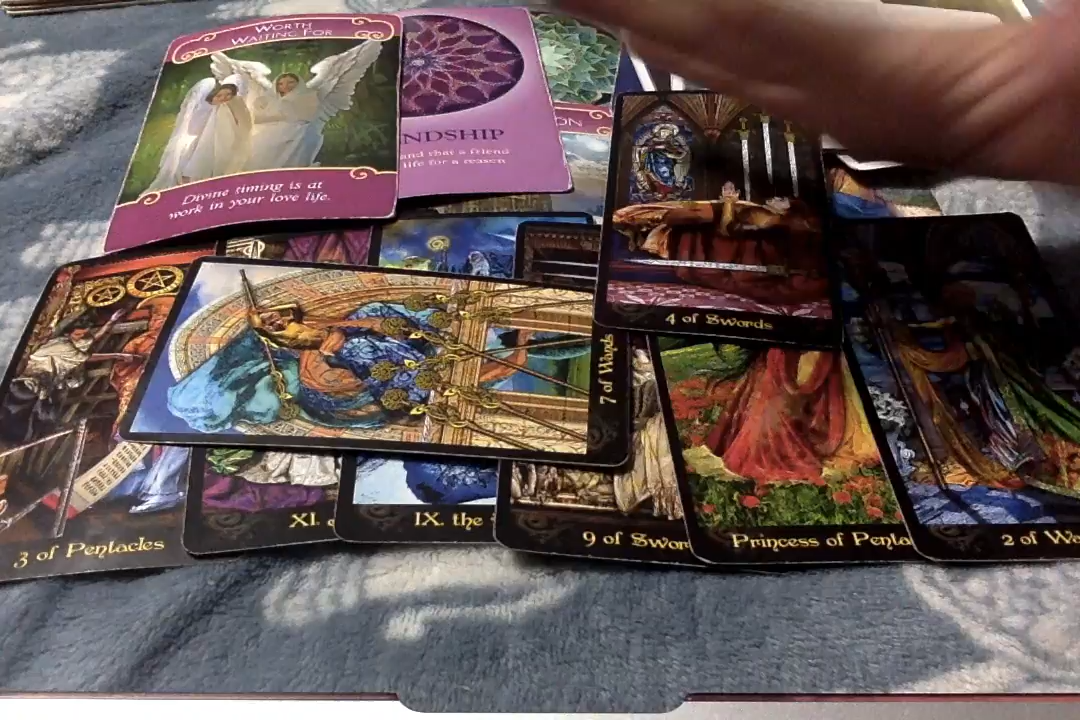 WORTH
WAITING FOR
Divine timing is at
work in your love life.
NDSHIP
and that a friend
life for a reason
ON
4 of Swords
7 of Wands
3 of Pentacles
XI.
IX. the
9 of Swor
Princess of Penta
2 of Wa